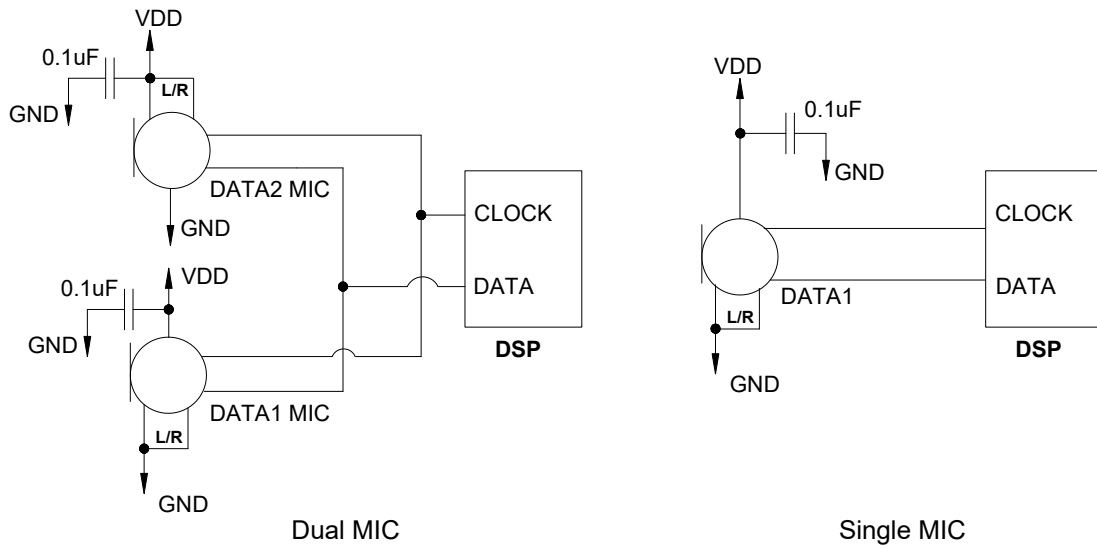 VDD
0.1uF
L/R
GND
DATA2 MIC
GND
VDD
0.1uF
GND
DATA1 MIC
L/R
GND
CLOCK
DATA
DSP
Dual MIC
VDD
0.1uF
GND
CLOCK
DATA1
DATA
L/R
DSP
GND
Single MIC